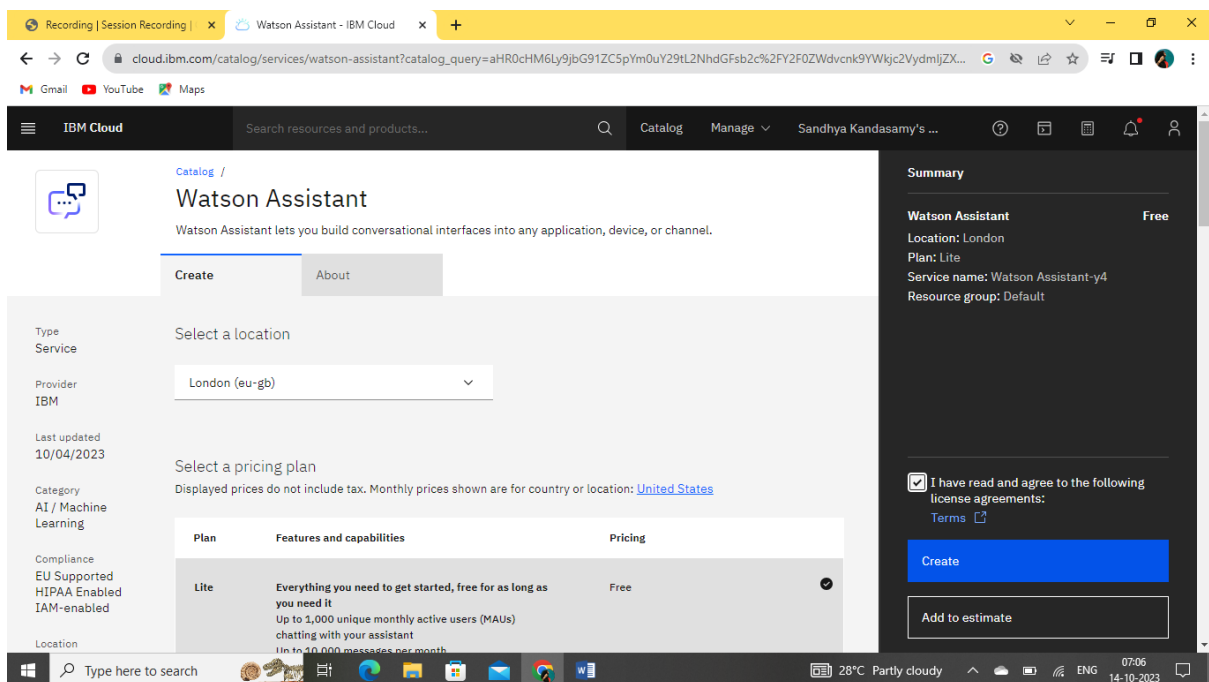 Recording | Session Recording |
Watson Assistant - IBM Cloud
cloud.ibm.com/catalog/services/watson-assistant?catalog_query=aHR0cHM6Ly9jbG91ZC5pYm0uY29tL2NhdGFsb2c%2FY2F0ZWdvcnk9YWkjc2VydmljZX...
Gmail
YouTube
Maps
IBM Cloud
Search resources and products...
Catalog
Manage
Sandhya Kandasamy's ...
Catalog /
Watson Assistant
Watson Assistant lets you build conversational interfaces into any application, device, or channel.
Create
About
Type
Service
Provider
IBM
Last updated
10/04/2023
Category
AI / Machine
Learning
Compliance
EU Supported
HIPAA Enabled
IAM-enabled
Location
Select a location
London (eu-gb)
Select a pricing plan
Displayed prices do not include tax. Monthly prices shown are for country or location: United States
Plan
Features and capabilities
Pricing
Lite
Everything you need to get started, free for as long as
you need it
Up to 1,000 unique monthly active users (MAUs)
chatting with your assistant
Up to 10,000 messages per month
Free
Summary
Watson Assistant
Free
Location: London
Plan: Lite
Service name: Watson Assistant-y4
Resource group: Default
I have read and agree to the following
license agreements:
Terms
Create
Add to estimate
Type here to search
28°C Partly cloudy
ENG
07:06
14-10-2023